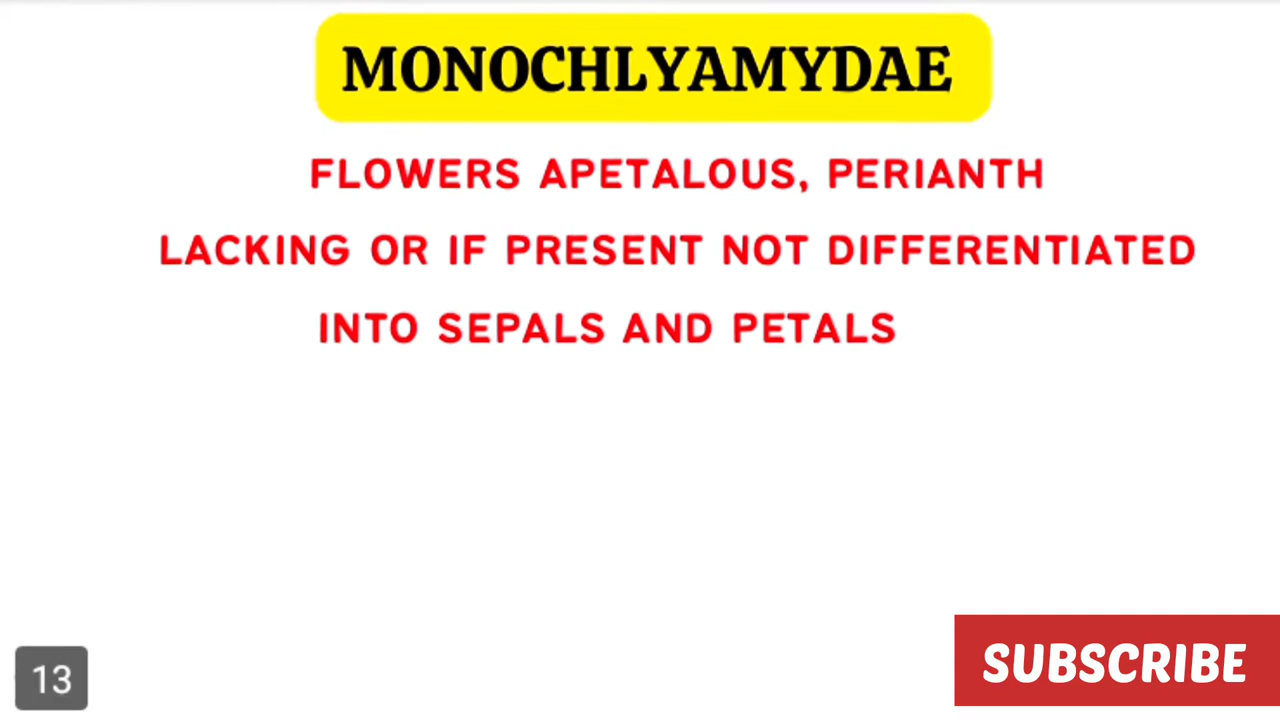 MONOCHLYAMYDAE
FLOWERS APETALOUS, PERIANTH
LACKING OR IF PRESENT NOT DIFFERENTIATED
INTO SEPALS AND PETALS
13
SUBSCRIBE